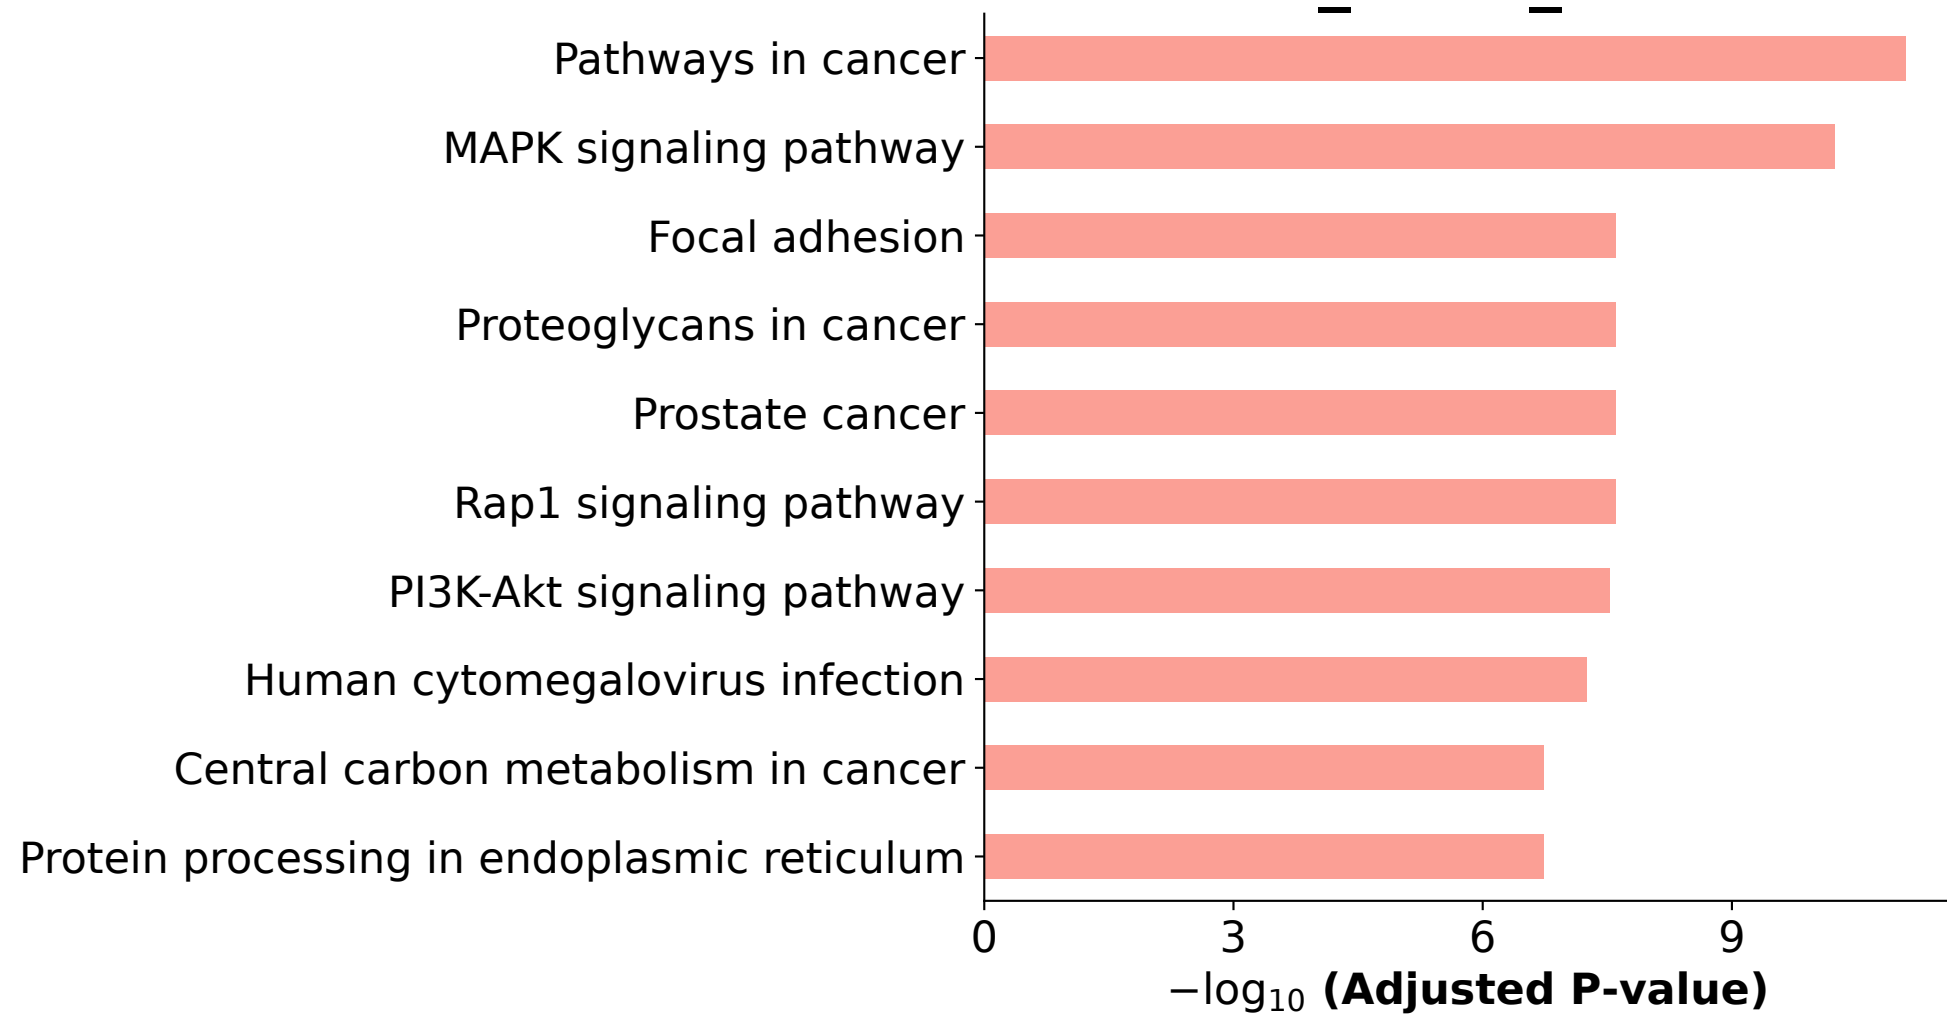 Pathways in cancer
MAPK signaling pathway
Focal adhesion
Proteoglycans in cancer
Prostate cancer
Rap1 signaling pathway
PI3K-Akt signaling pathway
Human cytomegalovirus infection
Central carbon metabolism in cancer
Protein processing in endoplasmic reticulum
0 3 6 9
−log₁₀ (Adjusted P-value)